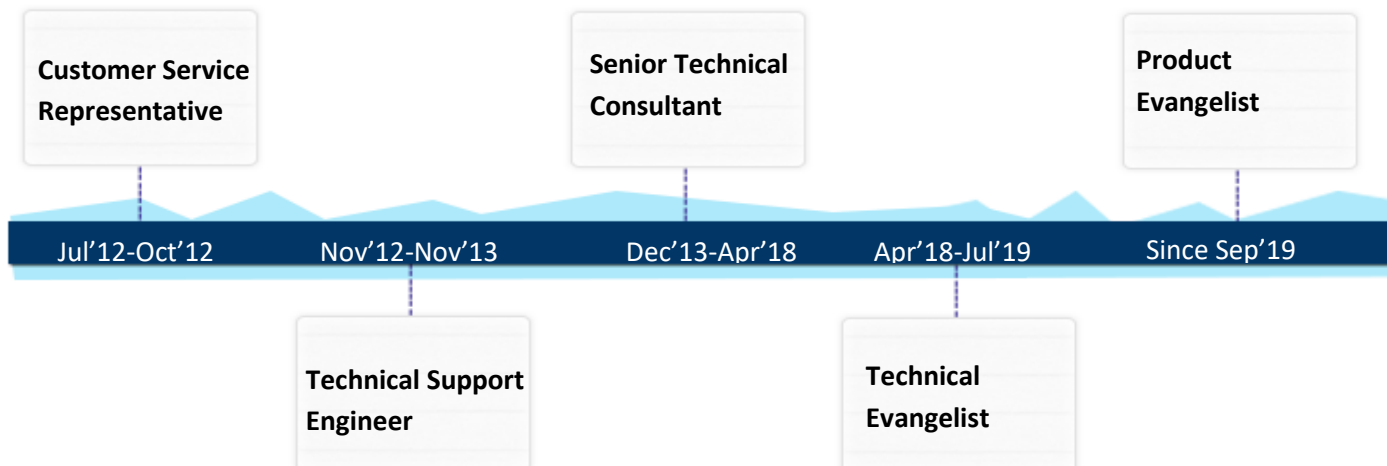 Customer Service
Representative
Senior Technical
Consultant
Product
Evangelist
Jul’12-Oct’12
Nov’12-Nov’13
Dec’13-Apr’18
Apr’18-Jul’19
Since Sep’19
Technical Support
Engineer
Technical
Evangelist